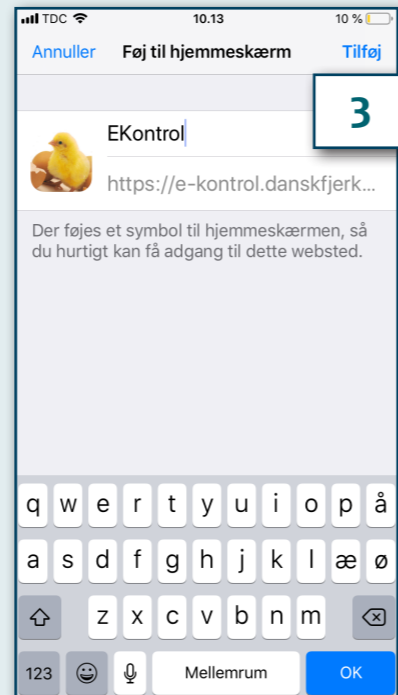 TDC 10.13 10 %
Annuller Føj til hjemmeskærm Tilføj
3
EKontrol
https://e-kontrol.danskfjerk...
Der føjes et symbol til hjemmeskærmen, så
du hurtigt kan få adgang til dette websted.
q w e r t y u i o p å
a s d f g h j k l æ ø
z x c v b n m
123 Mellemrum OK